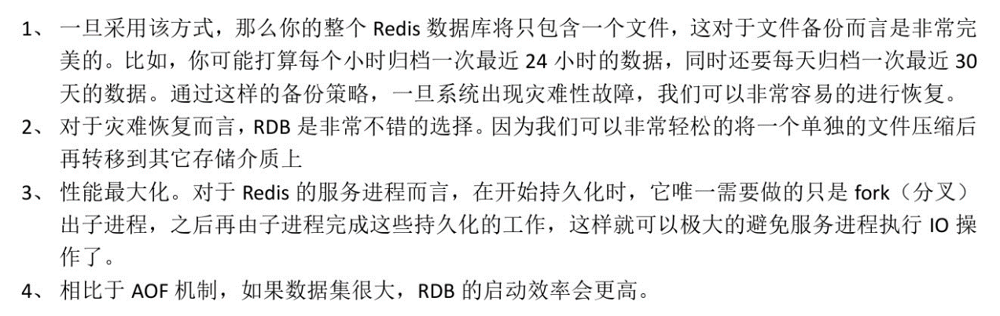 1、 一旦采用该方式，那么你的整个 Redis 数据库将只包含一个文件，这对于文件备份而言是非常完
美的。比如，你可能打算每个小时归档一次最近 24 小时的数据，同时还要每天归档一次最近 30
天的数据。通过这样的备份策略，一旦系统出现灾难性故障，我们可以非常容易的进行恢复。
2、 对于灾难恢复而言，RDB 是非常不错的选择。因为我们可以非常轻松的将一个单独的文件压缩后
再转移到其它存储介质上
3、 性能最大化。对于 Redis 的服务进程而言，在开始持久化时，它唯一需要做的只是 fork（分叉）
出子进程，之后再由子进程完成这些持久化的工作，这样就可以极大的避免服务进程执行 IO 操
作了。
4、 相比于 AOF 机制，如果数据集很大，RDB 的启动效率会更高。